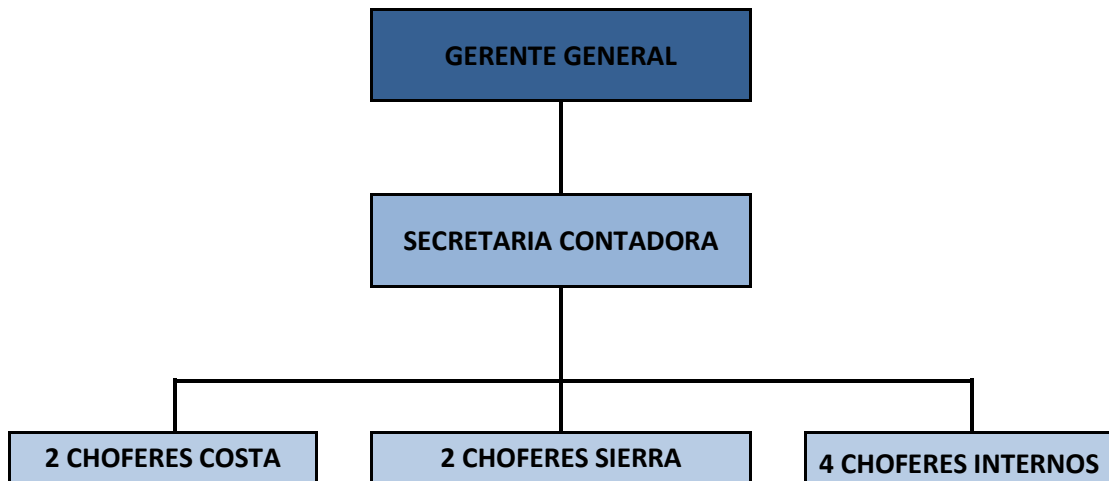 GERENTE GENERAL
SECRETARIA CONTADORA
2 CHOFERES COSTA
2 CHOFERES SIERRA
4 CHOFERES INTERNOS